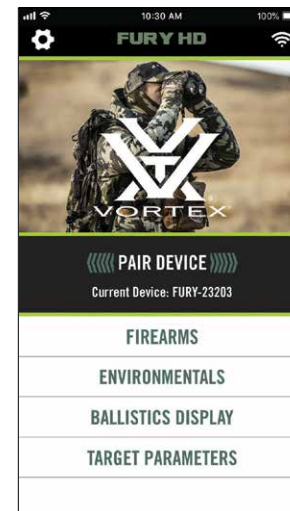 10:30 AM
100%
FURY HD
VORTEX
PAIR DEVICE
Current Device: FURY-23203
FIREARMS
ENVIRONMENTALS
BALLISTICS DISPLAY
TARGET PARAMETERS